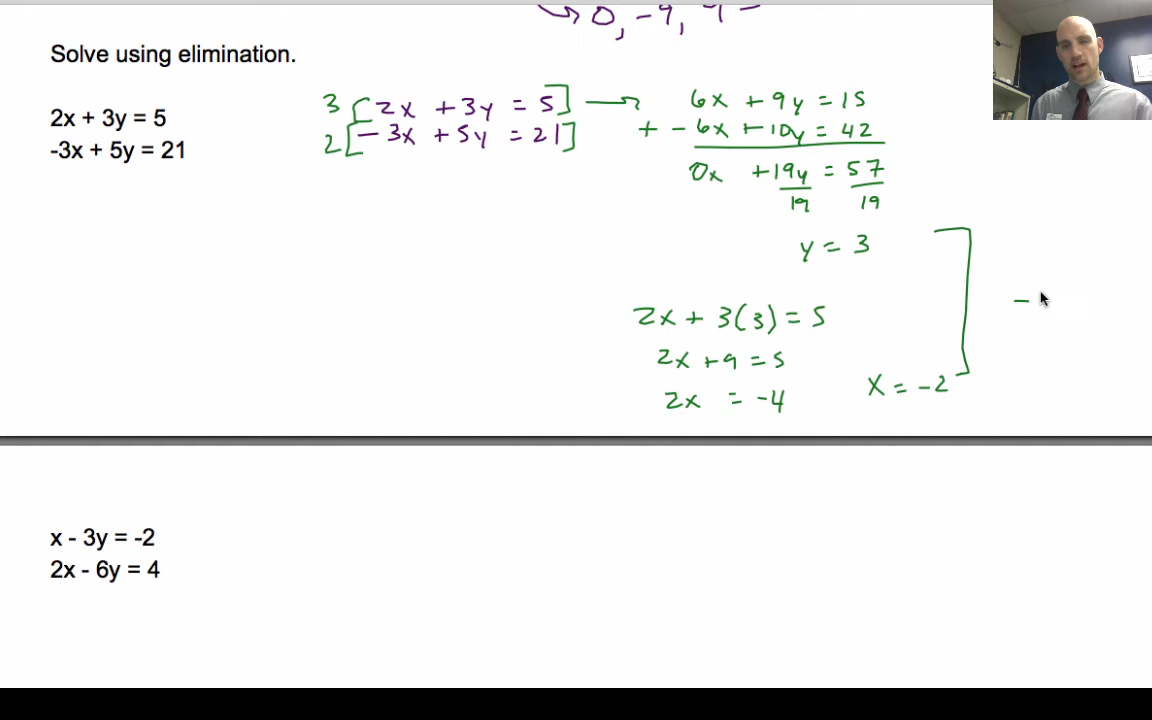 0, -9,
Solve using elimination.
2x + 3y = 5
-3x + 5y = 21
3 [2x + 3y = 5]
2 [-3x + 5y = 21]
6x + 9y = 15
+ -6x + 10y = 42
0x + 19y = 57
19 19
y = 3
2x + 3(3) = 5
2x + 9 = 5
2x = -4
x = -2
-
x - 3y = -2
2x - 6y = 4